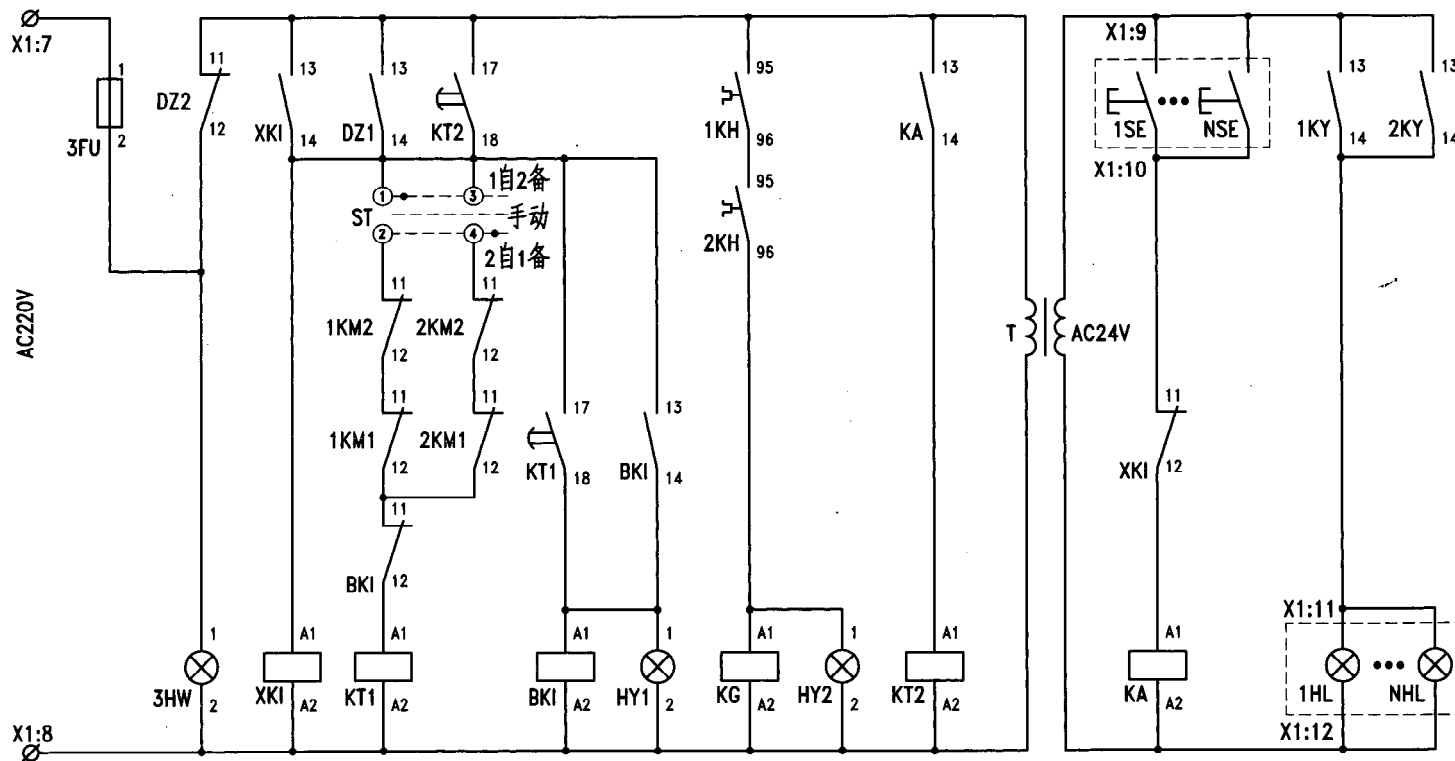 X1:7
AC220V
X1:8
1
3FU
2
11
DZ2
12
1
3HW
2
13
XKI
14
A1
XKI
A2
13
DZ1
14
17
KT2
18
1 3
1自2备
ST
手动
2 4
2自1备
11
1KM2
12
11
2KM2
12
11
1KM1
12
11
2KM1
12
11
BKI
12
A1
KT1
A2
17
KT1
18
13
BKI
14
A1
BKI
A2
1
HY1
2
95
1KH
96
95
2KH
96
A1
KG
A2
1
HY2
2
13
KA
14
A1
KT2
A2
T
AC24V
X1:9
1SE
NSE
X1:10
11
XKI
12
A1
KA
A2
13
1KY
14
13
2KY
14
X1:11
1HL
NHL
X1:12